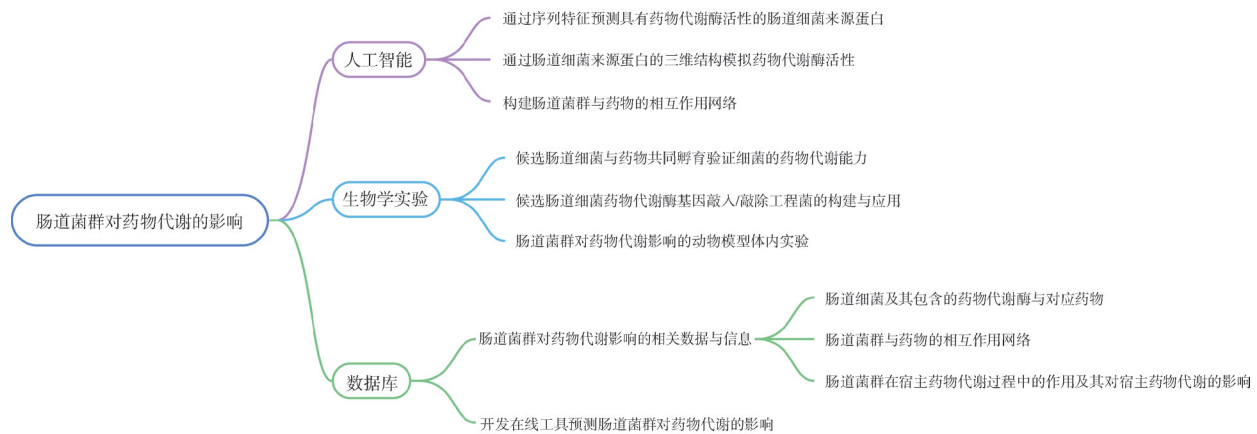 肠道菌群对药物代谢的影响
人工智能
通过序列特征预测具有药物代谢酶活性的肠道细菌来源蛋白
通过肠道细菌来源蛋白的三维结构模拟药物代谢酶活性
构建肠道菌群与药物的相互作用网络
生物学实验
候选肠道细菌与药物共同孵育验证细菌的药物代谢能力
候选肠道细菌药物代谢酶基因敲入/敲除工程菌的构建与应用
肠道菌群对药物代谢影响的动物模型体内实验
数据库
肠道菌群对药物代谢影响的相关数据与信息
肠道细菌及其包含的药物代谢酶与对应药物
肠道菌群与药物的相互作用网络
肠道菌群在宿主药物代谢过程中的作用及其对宿主药物代谢的影响
开发在线工具预测肠道菌群对药物代谢的影响